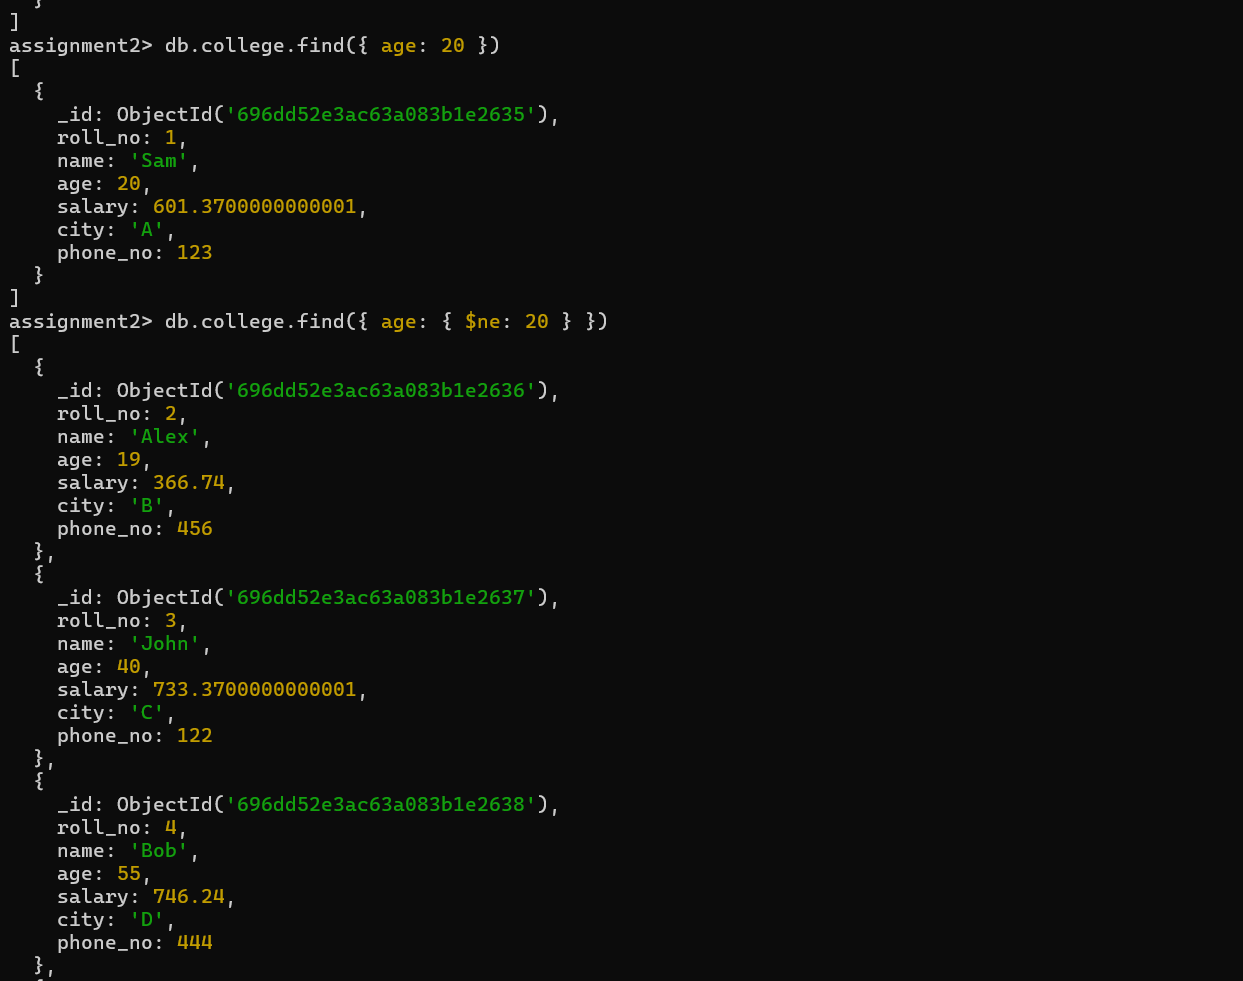 }
]
assignment2> db.college.find({ age: 20 })
[
  {
    _id: ObjectId('696dd52e3ac63a083b1e2635'),
    roll_no: 1,
    name: 'Sam',
    age: 20,
    salary: 601.3700000000001,
    city: 'A',
    phone_no: 123
  }
]
assignment2> db.college.find({ age: { $ne: 20 } })
[
  {
    _id: ObjectId('696dd52e3ac63a083b1e2636'),
    roll_no: 2,
    name: 'Alex',
    age: 19,
    salary: 366.74,
    city: 'B',
    phone_no: 456
  },
  {
    _id: ObjectId('696dd52e3ac63a083b1e2637'),
    roll_no: 3,
    name: 'John',
    age: 40,
    salary: 733.3700000000001,
    city: 'C',
    phone_no: 122
  },
  {
    _id: ObjectId('696dd52e3ac63a083b1e2638'),
    roll_no: 4,
    name: 'Bob',
    age: 55,
    salary: 746.24,
    city: 'D',
    phone_no: 444
  },